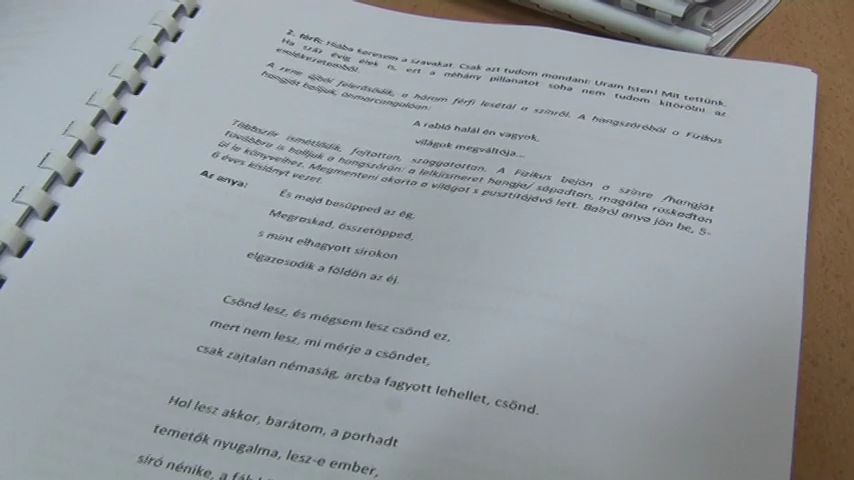 2. férfi: Hiába keresem a szavakat. Csak azt tudom mondani: Uram Isten! Mit tettünk.
Ha száz évig élek is, ezt a néhány pillanatot soha nem tudom kitörölni az
emlékezetemből.
A zene újból felerősödik, a három férfi lesétál a színről. A hangszóróból a Fizikus
hangját halljuk, önmarcangolóan:
A rabló halál én vagyok,
világok megváltója...
Többször ismétlődik, fojtottan, szaggatottan. A Fizikus bejön a színre /hangját
továbbra is halljuk a hangszórón: a lelkiismeret hangja/ sápadtan, magába roskadtan
ül le könyveihez. Megmenteni akarta a világot s pusztítójává lett. Balról anya jön be, 5-
6 éves kislányt vezet.
Az anya:
És majd besüpped az ég,
Megroskad, összetöpped,
s mint elhagyott sírokon
elgazosodik a földön az éj.
Csönd lesz, és mégsem lesz csönd ez,
mert nem lesz, mi mérje a csöndet,
csak zajtalan némaság, arcba fagyott lehellet, csönd.
Hol lesz akkor, barátom, a porhadt
temetők nyugalma, lesz-e ember,
síró nénike, a